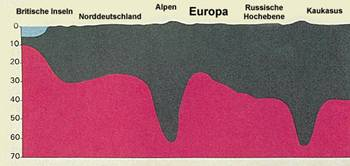 Britische Inseln
Norddeutschland
Alpen
Europa
Russische
Hochebene
Kaukasus
0
10
20
30
40
50
60
70